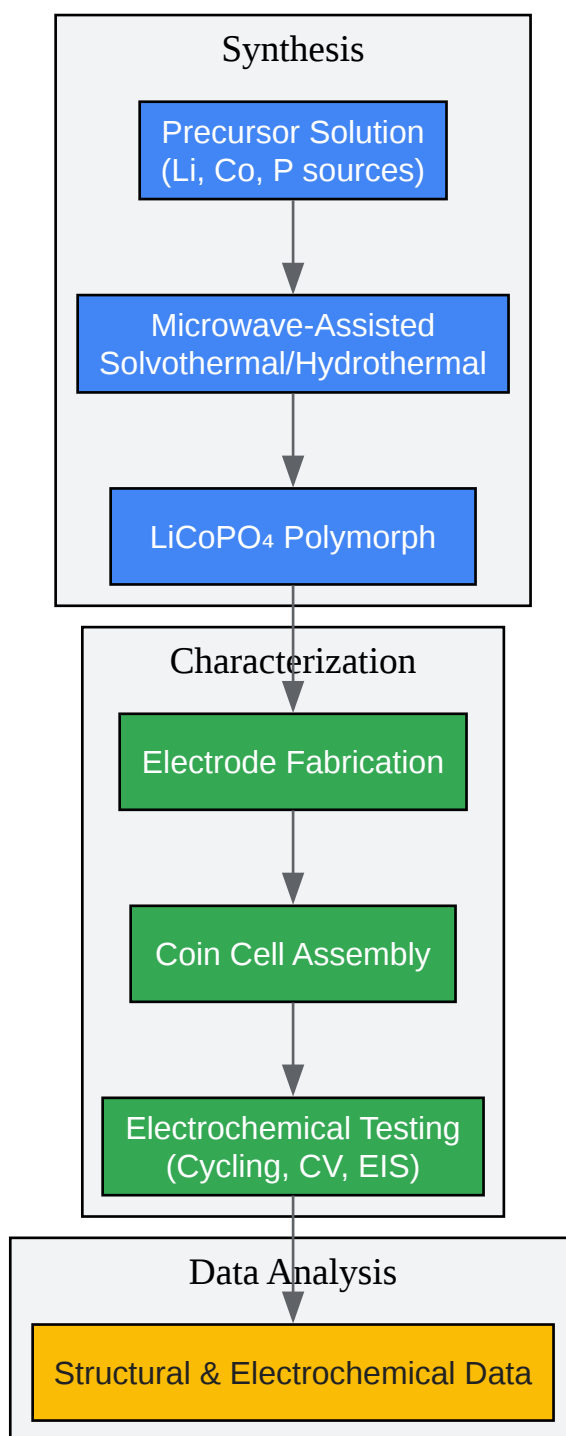 Synthesis
Precursor Solution
(Li, Co, P sources)
Microwave-Assisted
Solvothermal/Hydrothermal
LiCoPO₄ Polymorph
Characterization
Electrode Fabrication
Coin Cell Assembly
Electrochemical Testing
(Cycling, CV, EIS)
Data Analysis
Structural & Electrochemical Data